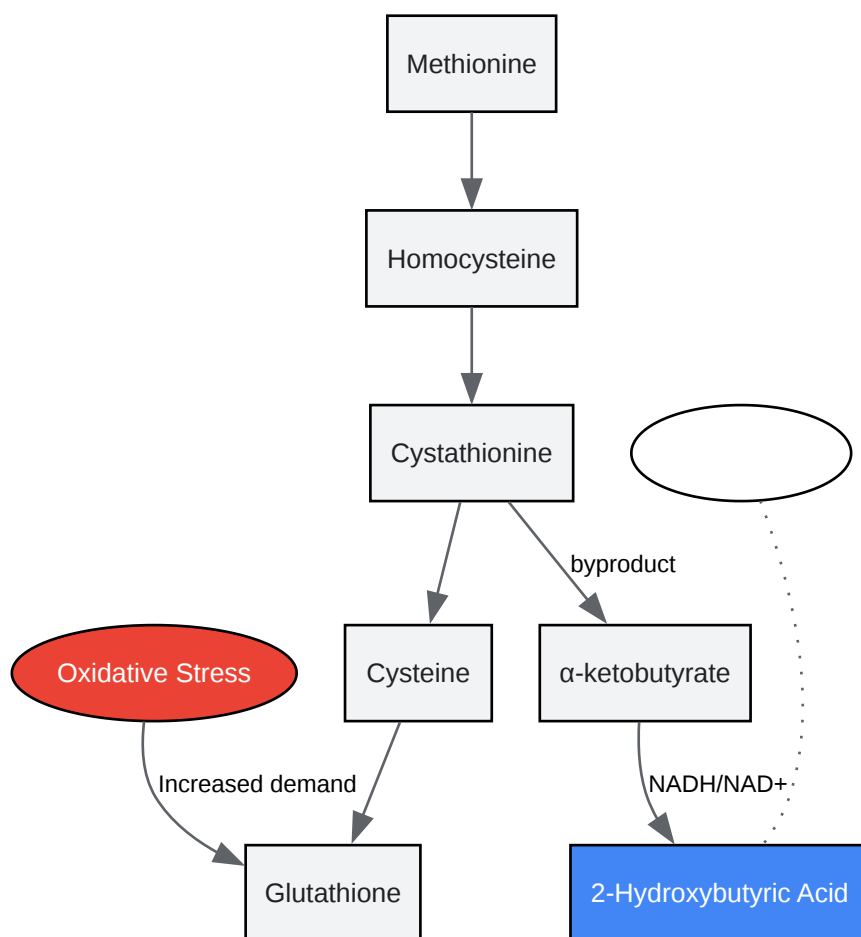 Methionine
Homocysteine
Cystathionine
byproduct
Oxidative Stress
Cysteine
α-ketobutyrate
Increased demand
NADH/NAD+
Glutathione
2-Hydroxybutyric Acid